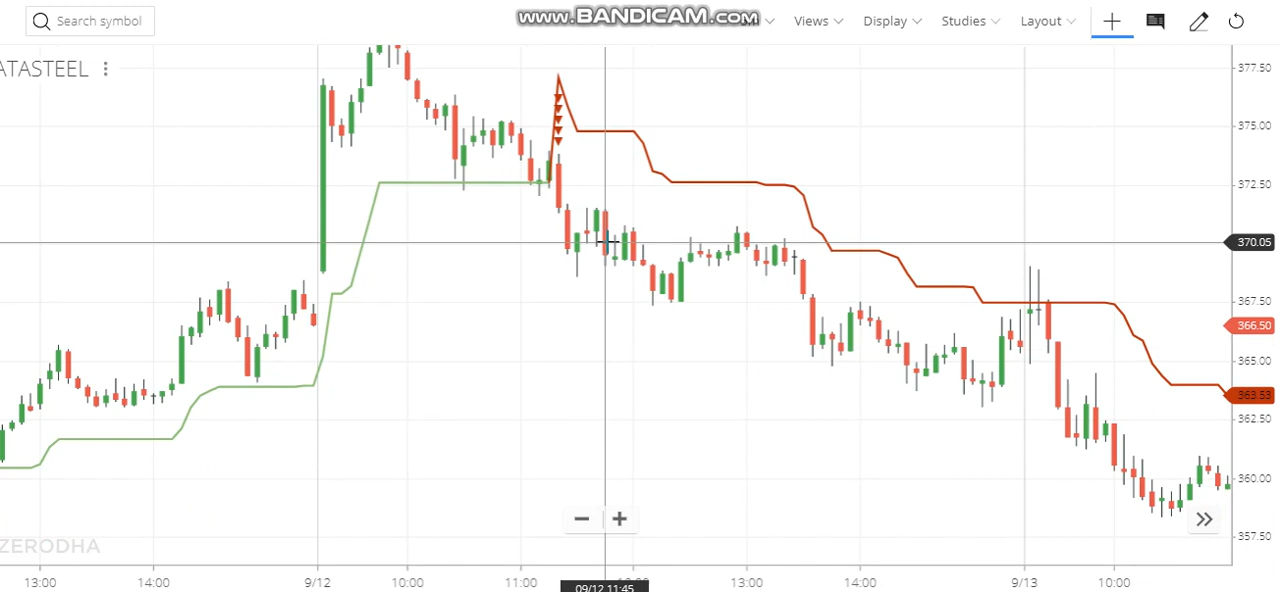 Search symbol
www.BANDICAM.com
Views
Display
Studies
Layout
ATASTEEL
377.50
375.00
372.50
370.05
367.50
366.50
365.00
363.53
362.50
360.00
357.50
ZERODHA
13:00 14:00 9/12 10:00 11:00 13:00 14:00 9/13 10:00
09/12 11:45